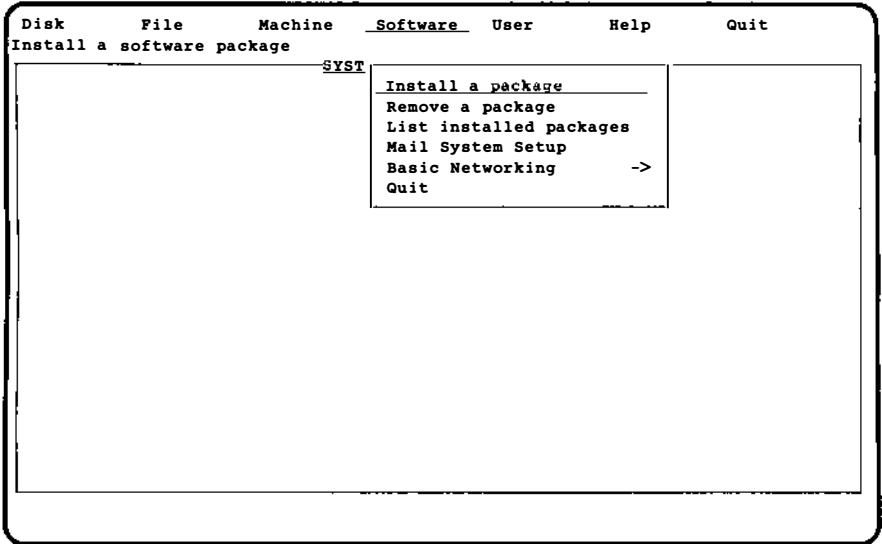 Disk File Machine Software User Help Quit
Install a software package
SYST
Install a package
Remove a package
List installed packages
Mail System Setup
Basic Networking ->
Quit